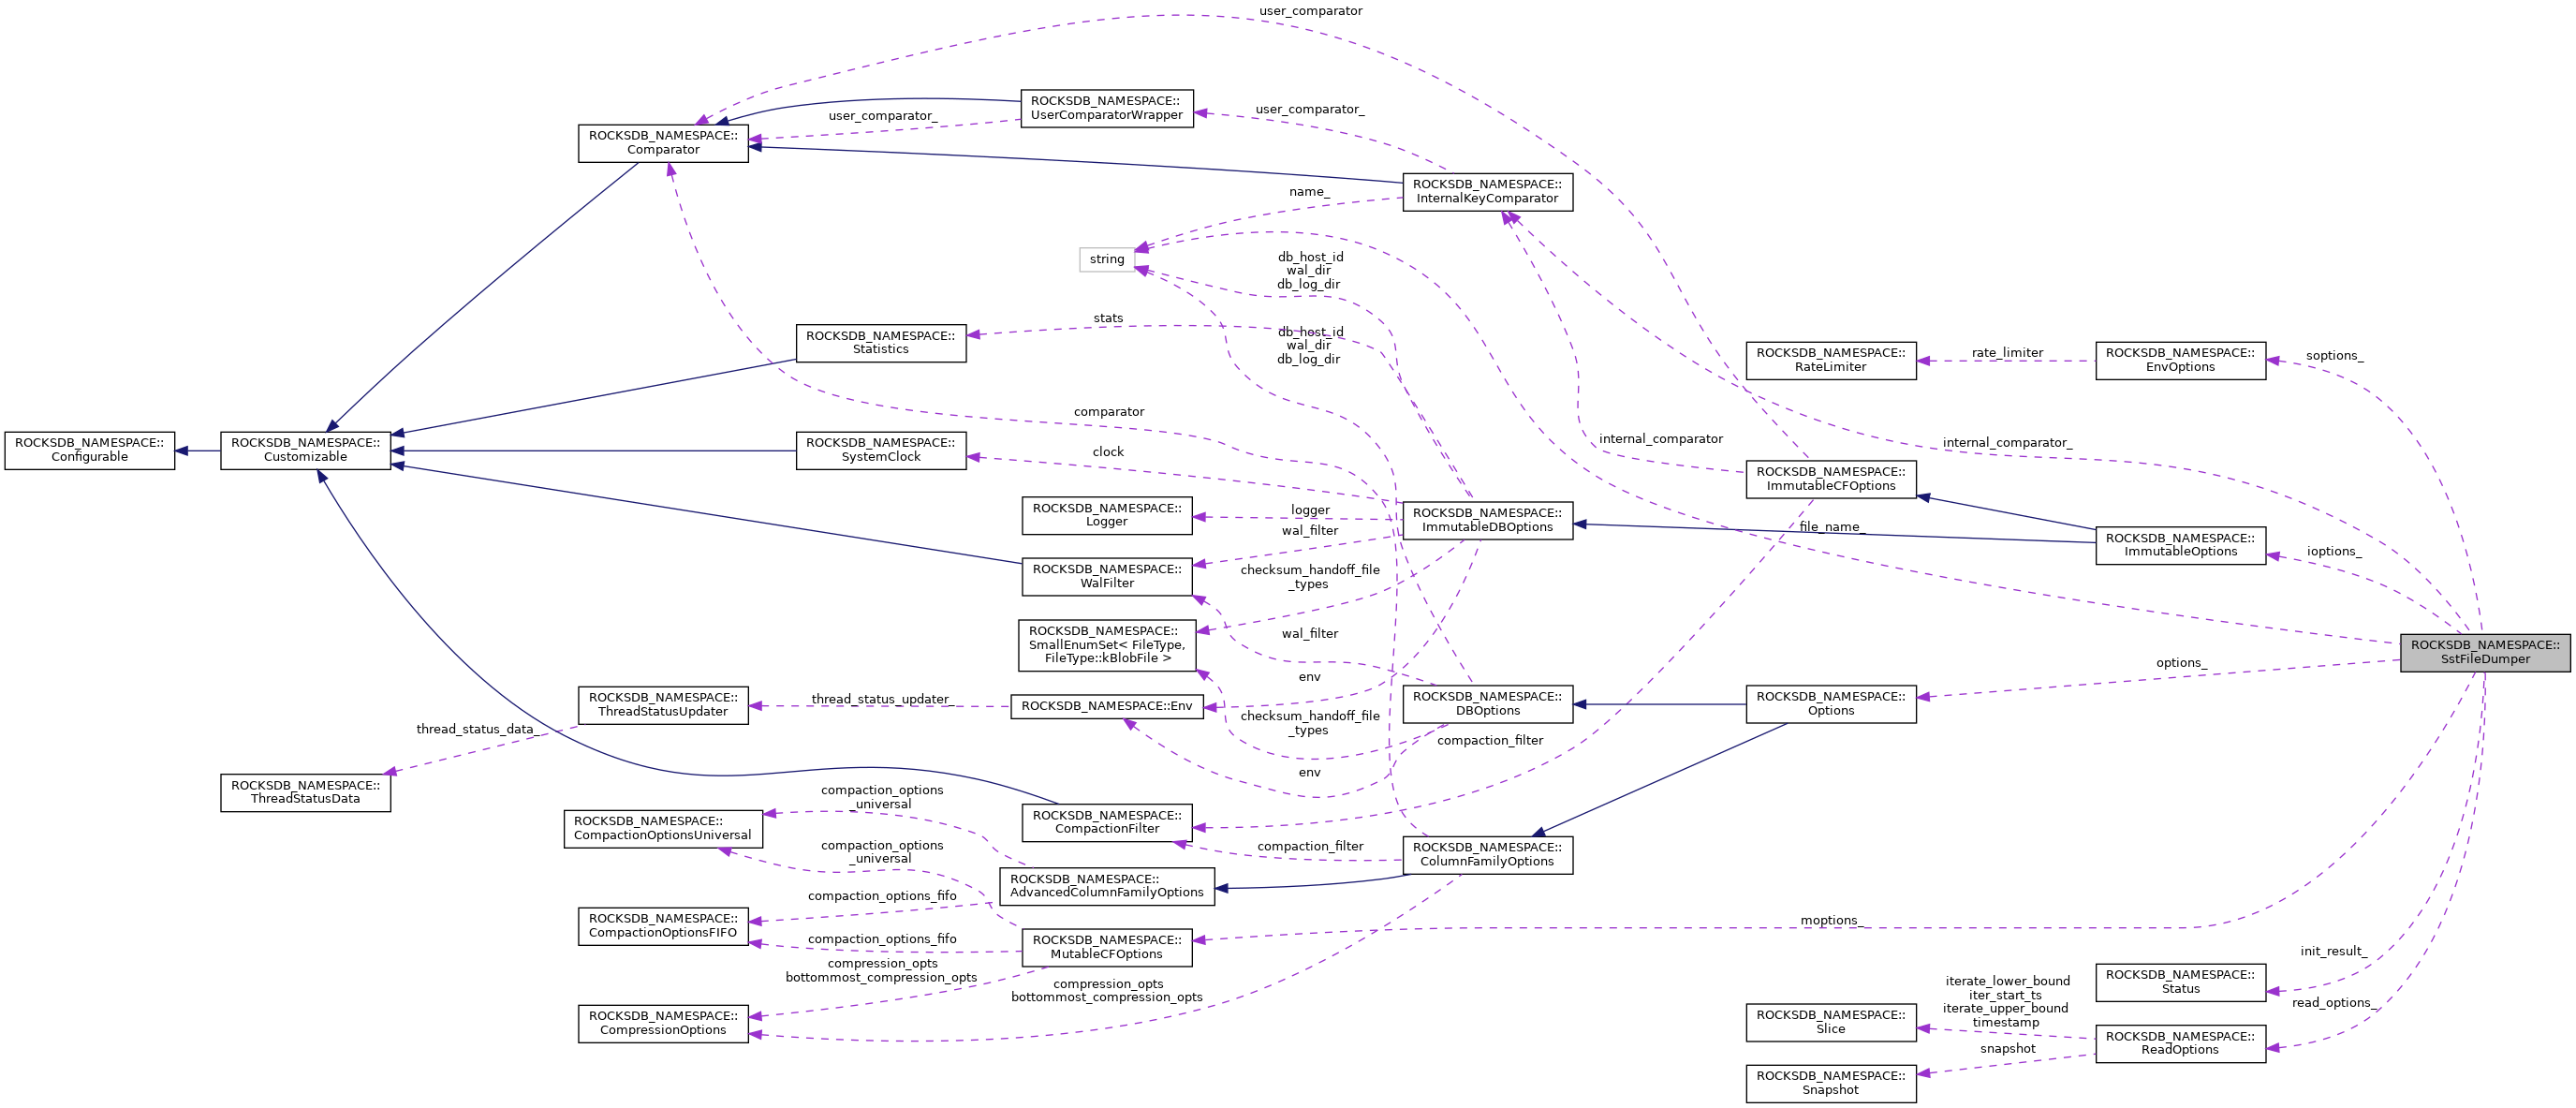 user_comparator
ROCKSDB_NAMESPACE::
UserComparatorWrapper
user_comparator_
user_comparator_
ROCKSDB_NAMESPACE::
Comparator
ROCKSDB_NAMESPACE::
InternalKeyComparator
name_
string
db_host_id
wal_dir
db_log_dir
stats
ROCKSDB_NAMESPACE::
Statistics
db_host_id
wal_dir
db_log_dir
ROCKSDB_NAMESPACE::
RateLimiter
rate_limiter
ROCKSDB_NAMESPACE::
EnvOptions
soptions_
comparator
ROCKSDB_NAMESPACE::
Configurable
ROCKSDB_NAMESPACE::
Customizable
ROCKSDB_NAMESPACE::
SystemClock
clock
internal_comparator
internal_comparator_
ROCKSDB_NAMESPACE::
ImmutableCFOptions
ROCKSDB_NAMESPACE::
Logger
logger
ROCKSDB_NAMESPACE::
ImmutableDBOptions
file_name_
wal_filter
ROCKSDB_NAMESPACE::
ImmutableOptions
ioptions_
ROCKSDB_NAMESPACE::
WalFilter
checksum_handoff_file
_types
ROCKSDB_NAMESPACE::
SmallEnumSet< FileType,
FileType::kBlobFile >
wal_filter
ROCKSDB_NAMESPACE::
SstFileDumper
options_
env
ROCKSDB_NAMESPACE::
ThreadStatusUpdater
thread_status_updater_
ROCKSDB_NAMESPACE::Env
ROCKSDB_NAMESPACE::
DBOptions
ROCKSDB_NAMESPACE::
Options
thread_status_data_
checksum_handoff_file
_types
compaction_filter
env
ROCKSDB_NAMESPACE::
ThreadStatusData
compaction_options
_universal
ROCKSDB_NAMESPACE::
CompactionOptionsUniversal
ROCKSDB_NAMESPACE::
CompactionFilter
compaction_options
_universal
compaction_filter
ROCKSDB_NAMESPACE::
ColumnFamilyOptions
ROCKSDB_NAMESPACE::
AdvancedColumnFamilyOptions
compaction_options_fifo
ROCKSDB_NAMESPACE::
CompactionOptionsFIFO
moptions_
compaction_options_fifo
ROCKSDB_NAMESPACE::
MutableCFOptions
compression_opts
bottommost_compression_opts
init_result_
ROCKSDB_NAMESPACE::
Status
compression_opts
bottommost_compression_opts
iterate_lower_bound
iter_start_ts
iterate_upper_bound
timestamp
read_options_
ROCKSDB_NAMESPACE::
CompressionOptions
ROCKSDB_NAMESPACE::
Slice
ROCKSDB_NAMESPACE::
ReadOptions
snapshot
ROCKSDB_NAMESPACE::
Snapshot